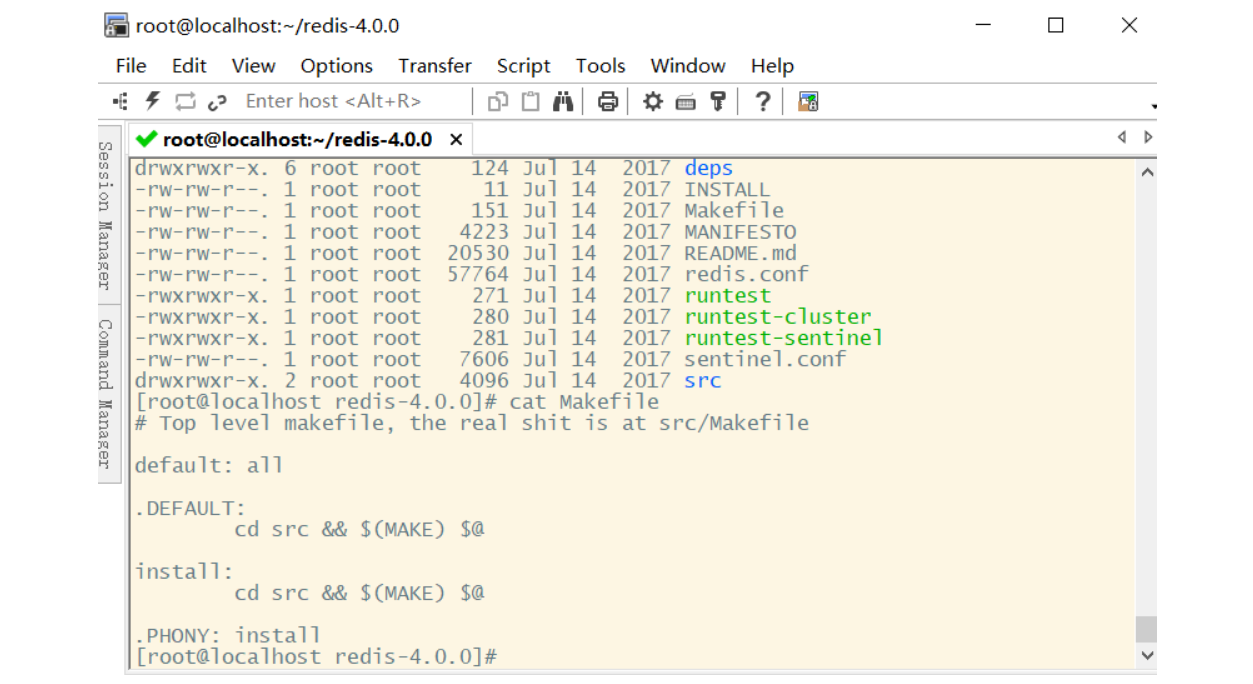 root@localhost:~/redis-4.0.0
File Edit View Options Transfer Script Tools Window Help
Enter host <Alt+R>
root@localhost:~/redis-4.0.0
Session Manager
Command Manager
drwxrwxr-x. 6 root root    124 Jul 14  2017 deps
-rw-rw-r--. 1 root root     11 Jul 14  2017 INSTALL
-rw-rw-r--. 1 root root    151 Jul 14  2017 Makefile
-rw-rw-r--. 1 root root   4223 Jul 14  2017 MANIFESTO
-rw-rw-r--. 1 root root  20530 Jul 14  2017 README.md
-rw-rw-r--. 1 root root  57764 Jul 14  2017 redis.conf
-rwxrwxr-x. 1 root root    271 Jul 14  2017 runtest
-rwxrwxr-x. 1 root root    280 Jul 14  2017 runtest-cluster
-rwxrwxr-x. 1 root root    281 Jul 14  2017 runtest-sentinel
-rw-rw-r--. 1 root root   7606 Jul 14  2017 sentinel.conf
drwxrwxr-x. 2 root root   4096 Jul 14  2017 src
[root@localhost redis-4.0.0]# cat Makefile
# Top level makefile, the real shit is at src/Makefile
default: all
.DEFAULT:
        cd src && $(MAKE) $@
install:
        cd src && $(MAKE) $@
.PHONY: install
[root@localhost redis-4.0.0]#